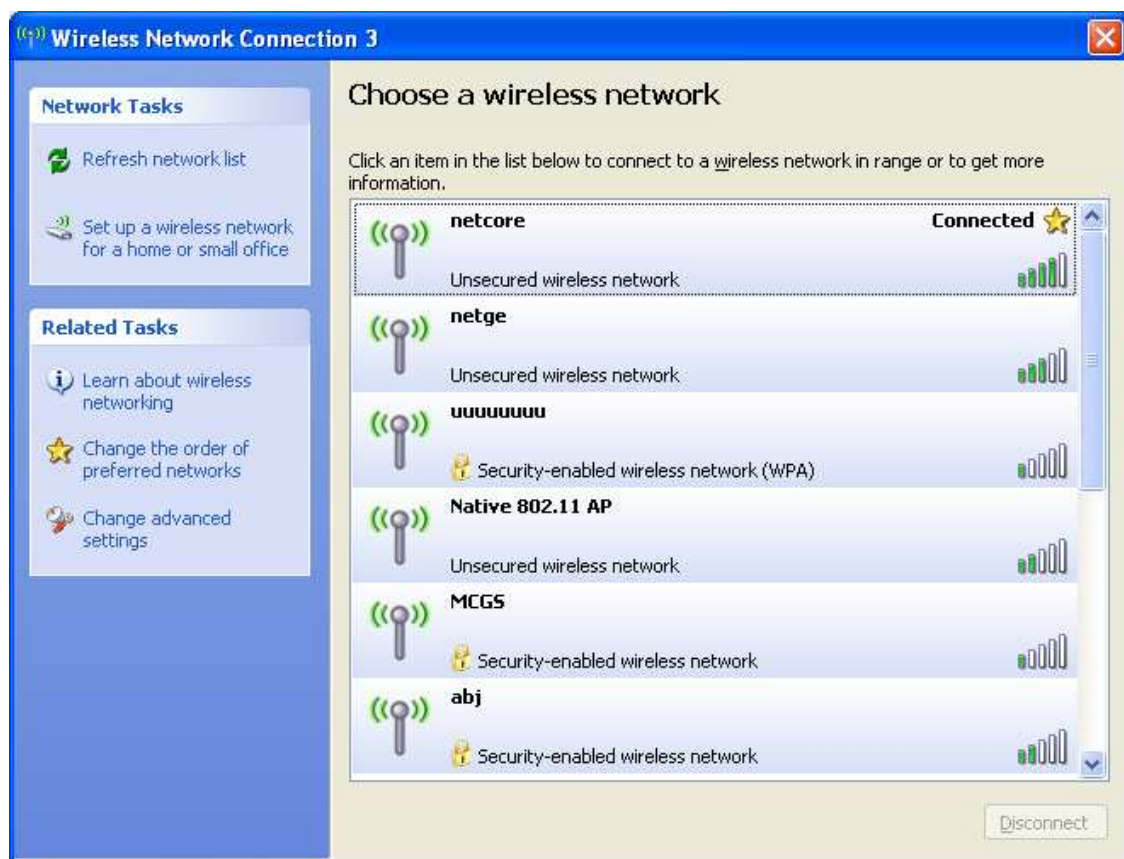 Wireless Network Connection 3
Network Tasks
Refresh network list
Set up a wireless network
for a home or small office
Related Tasks
Learn about wireless
networking
Change the order of
preferred networks
Change advanced
settings
Choose a wireless network
Click an item in the list below to connect to a wireless network in range or to get more
information.
netcore Connected
Unsecured wireless network
netge
Unsecured wireless network
uuuuuuuu
Security-enabled wireless network (WPA)
Native 802.11 AP
Unsecured wireless network
MCGS
Security-enabled wireless network
abj
Security-enabled wireless network
Disconnect